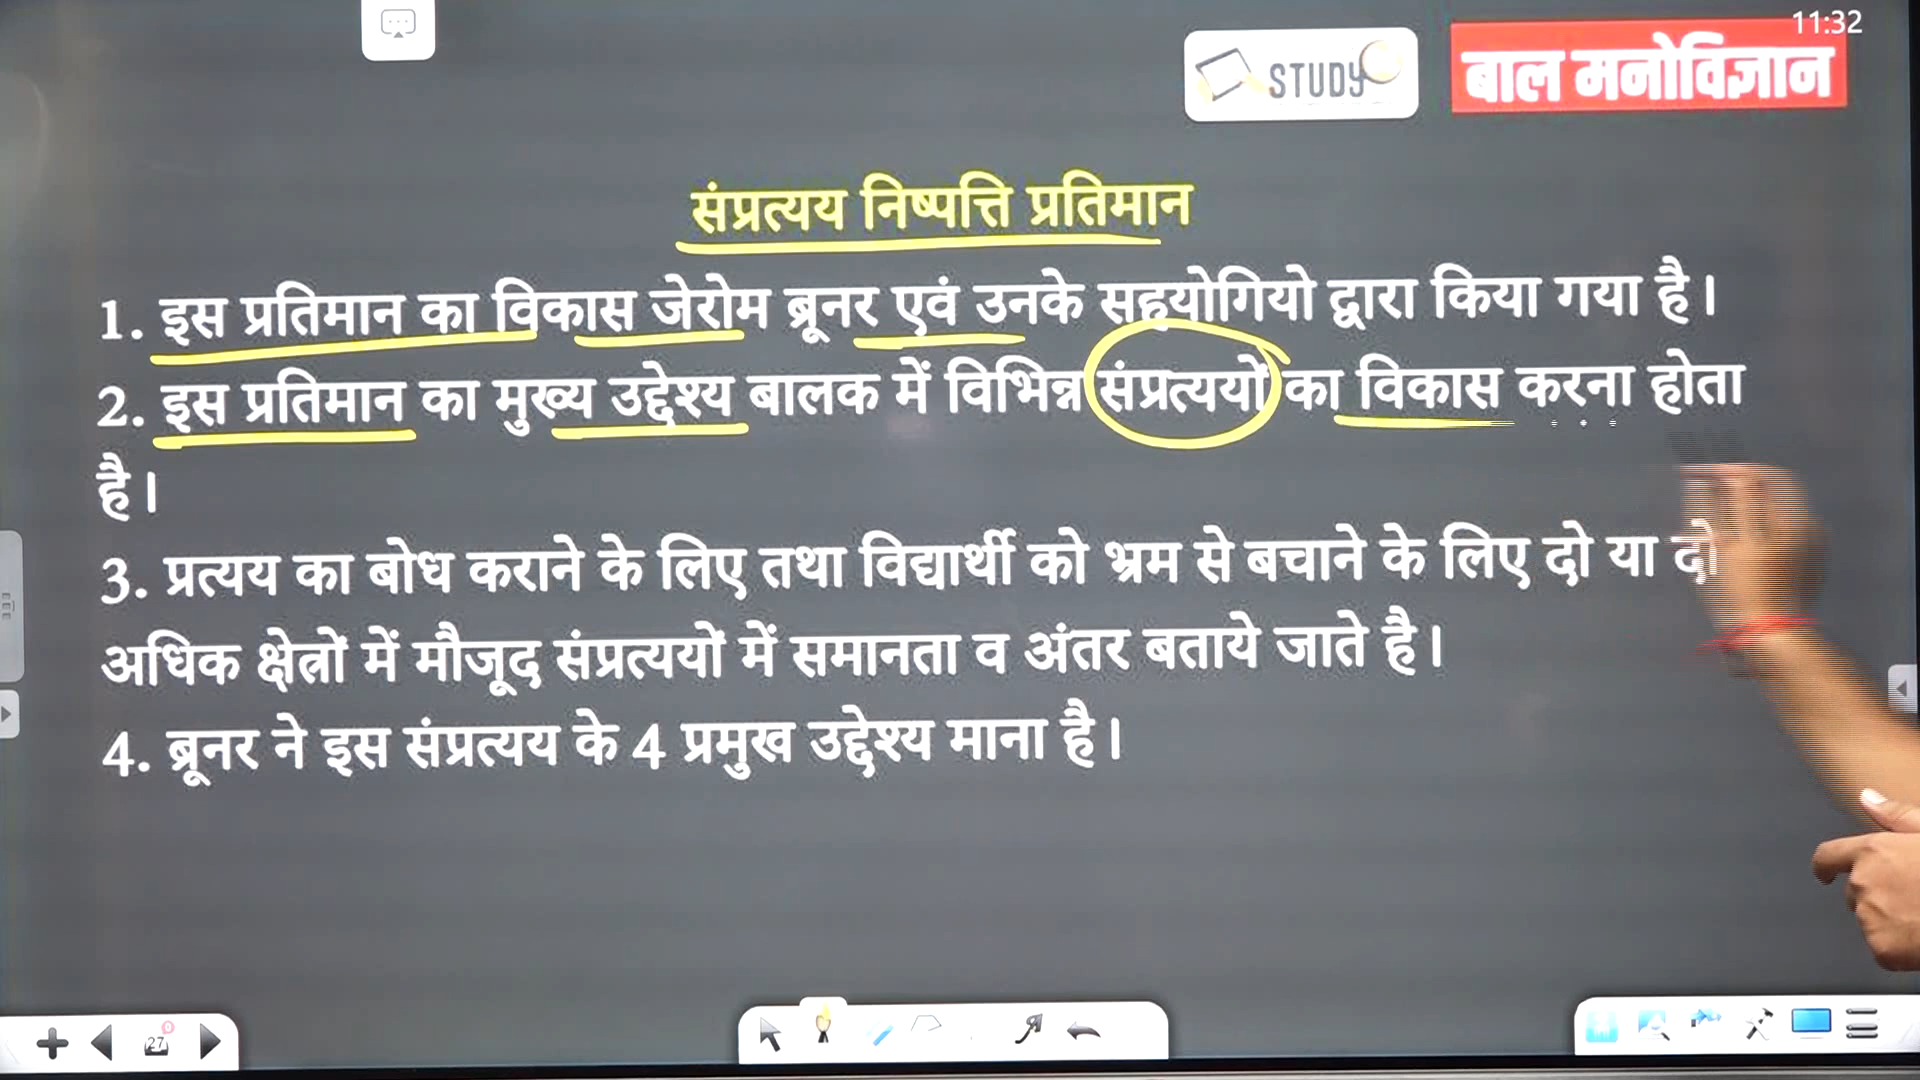 11:32
STUDY
बाल मनोविज्ञान
संप्रत्यय निष्पत्ति प्रतिमान
1. इस प्रतिमान का विकास जेरोम ब्रूनर एवं उनके सहयोगियो द्वारा किया गया है।
2. इस प्रतिमान का मुख्य उद्देश्य बालक में विभिन्न संप्रत्ययों का विकास करना होता
है।
3. प्रत्यय का बोध कराने के लिए तथा विद्यार्थी को भ्रम से बचाने के लिए दो या दो
अधिक क्षेत्रों में मौजूद संप्रत्ययों में समानता व अंतर बताये जाते है।
4. ब्रूनर ने इस संप्रत्यय के 4 प्रमुख उद्देश्य माना है।
27
0